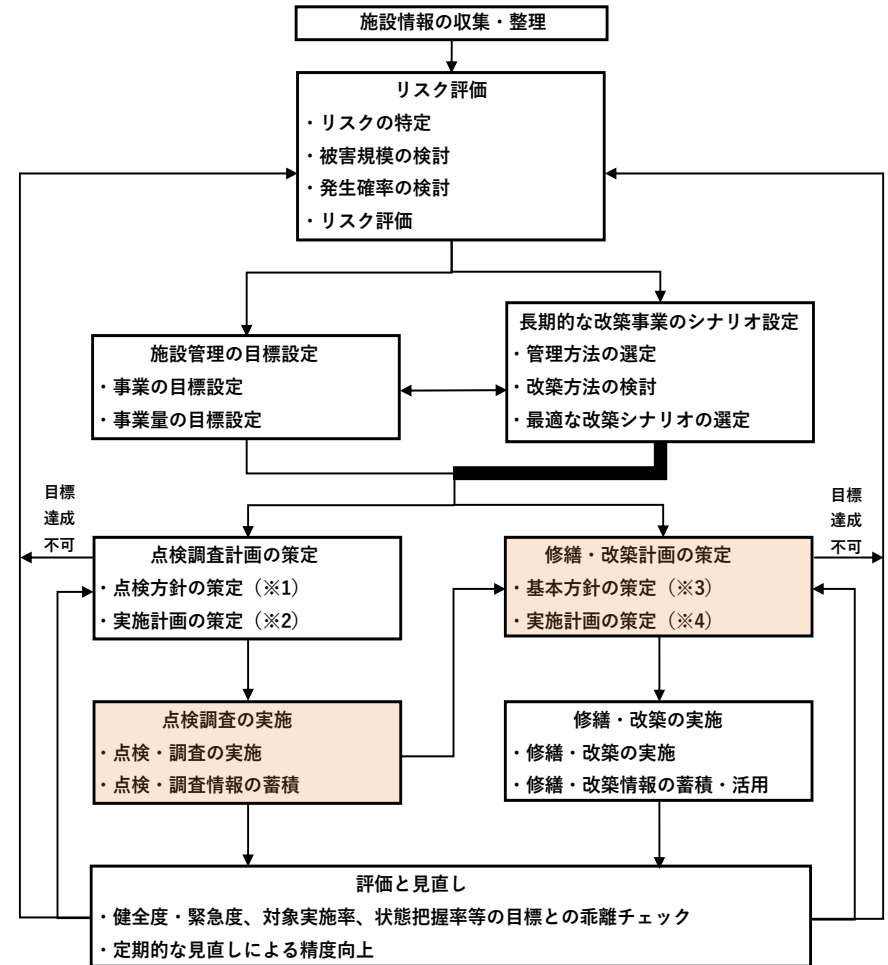 施設情報の収集・整理
リスク評価
・リスクの特定
・被害規模の検討
・発生確率の検討
・リスク評価
施設管理の目標設定
・事業の目標設定
・事業量の目標設定
長期的な改築事業のシナリオ設定
・管理方法の選定
・改築方法の検討
・最適な改築シナリオの選定
目標
達成
不可
点検調査計画の策定
・点検方針の策定（※1）
・実施計画の策定（※2）
修繕・改築計画の策定
・基本方針の策定（※3）
・実施計画の策定（※4）
目標
達成
不可
点検調査の実施
・点検・調査の実施
・点検・調査情報の蓄積
修繕・改築の実施
・修繕・改築の実施
・修繕・改築情報の蓄積・活用
評価と見直し
・健全度・緊急度、対象実施率、状態把握率等の目標との乖離チェック
・定期的な見直しによる精度向上